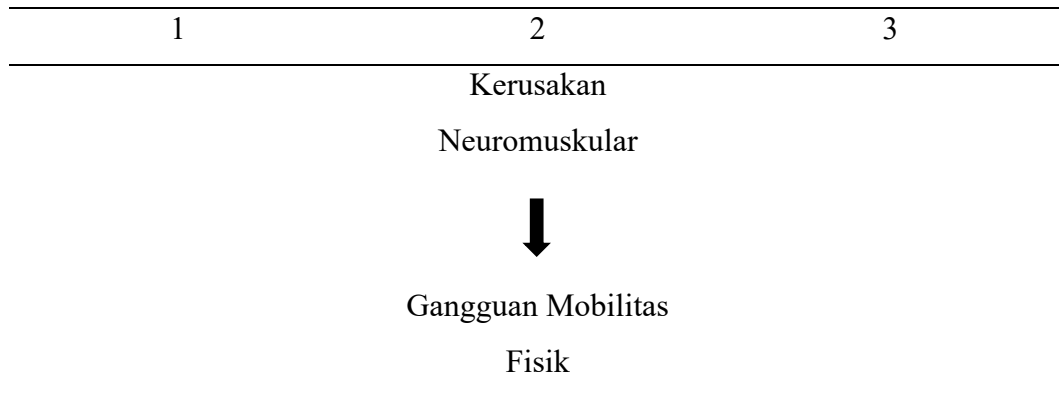 1 2 3
Kerusakan
Neuromuskular
Gangguan Mobilitas
Fisik